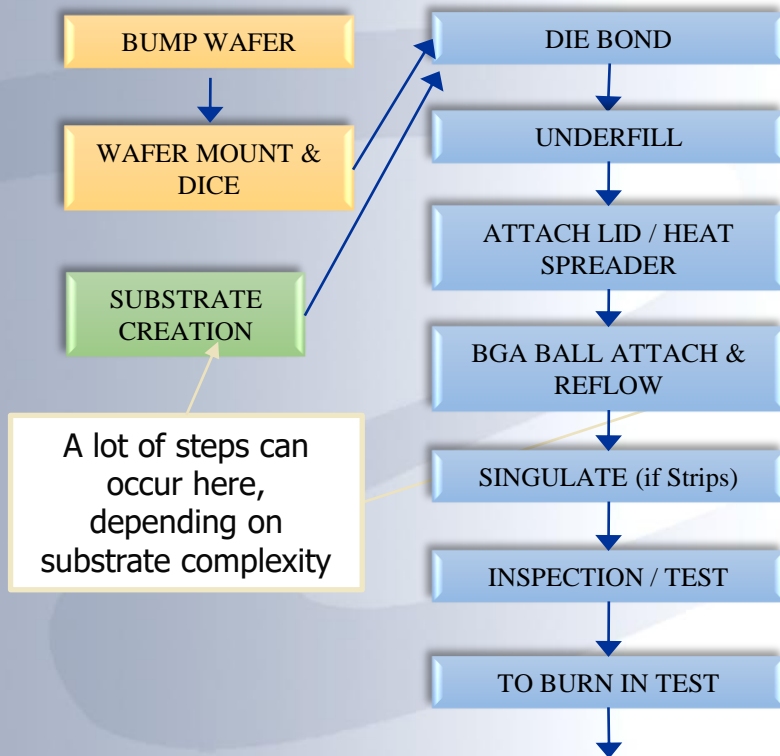 BUMP WAFER
WAFER MOUNT &
DICE
SUBSTRATE
CREATION
A lot of steps can
occur here,
depending on
substrate complexity
DIE BOND
UNDERFILL
ATTACH LID / HEAT
SPREADER
BGA BALL ATTACH &
REFLOW
SINGULATE (if Strips)
INSPECTION / TEST
TO BURN IN TEST